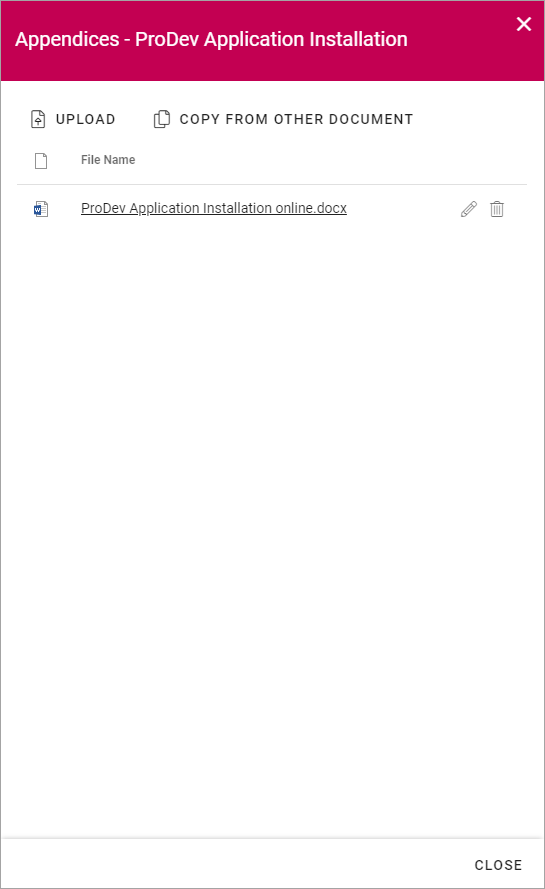 Appendices - ProDev Application Installation
UPLOAD COPY FROM OTHER DOCUMENT
File Name
ProDev Application Installation online.docx
CLOSE